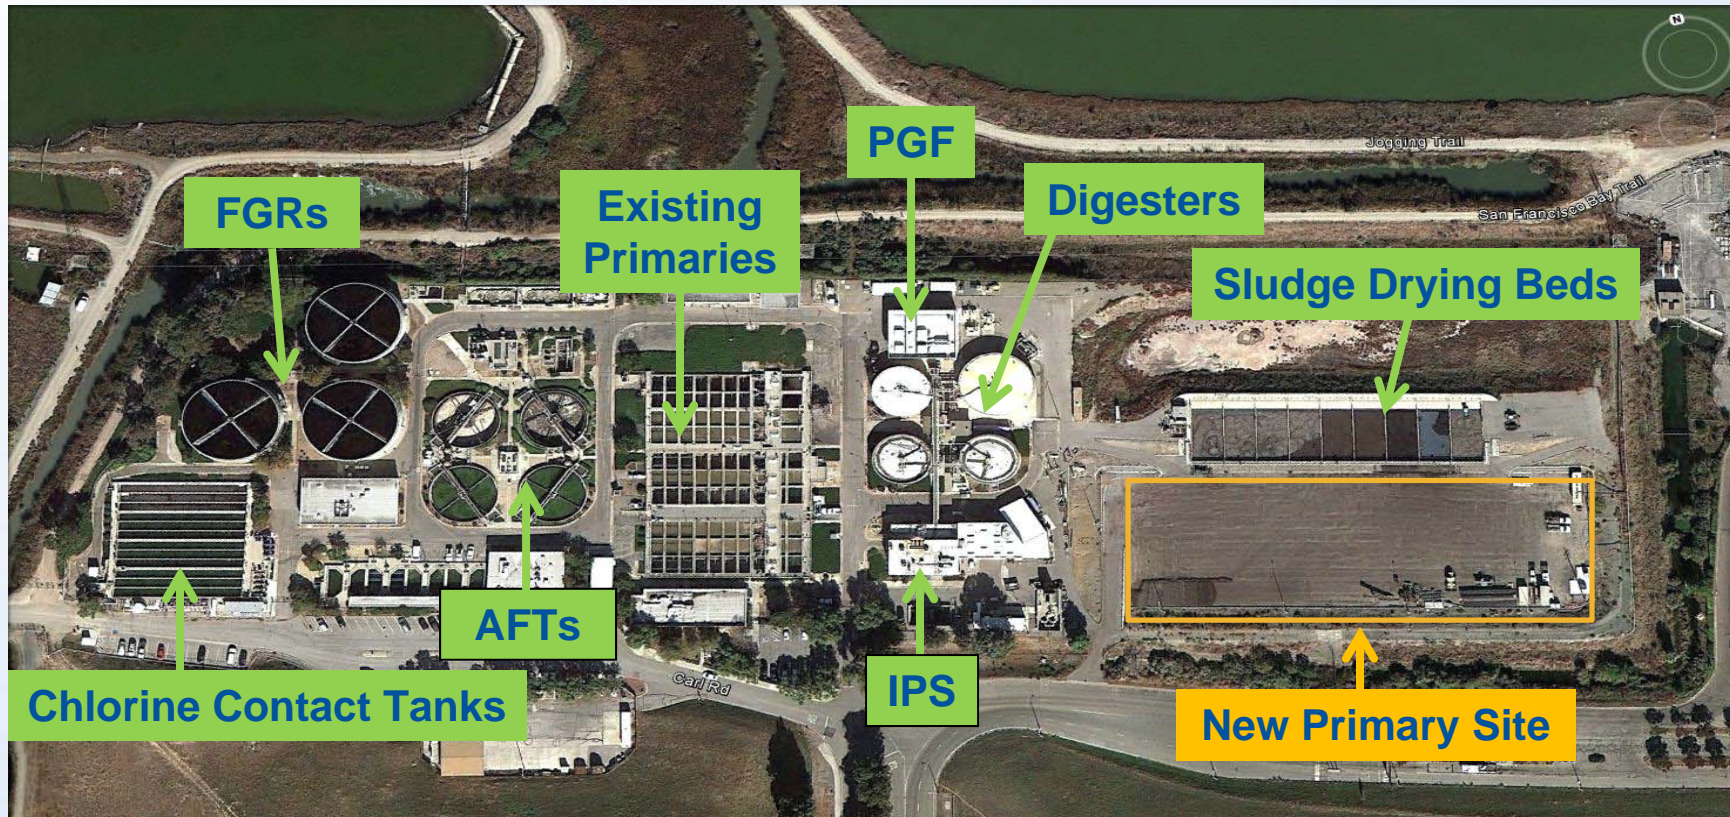 N
PGF
Jogging Trail
FGRs
Existing
Primaries
Digesters
San Francisco Bay Trail
Sludge Drying Beds
AFTs
Chlorine Contact Tanks
Carl Rd
IPS
New Primary Site